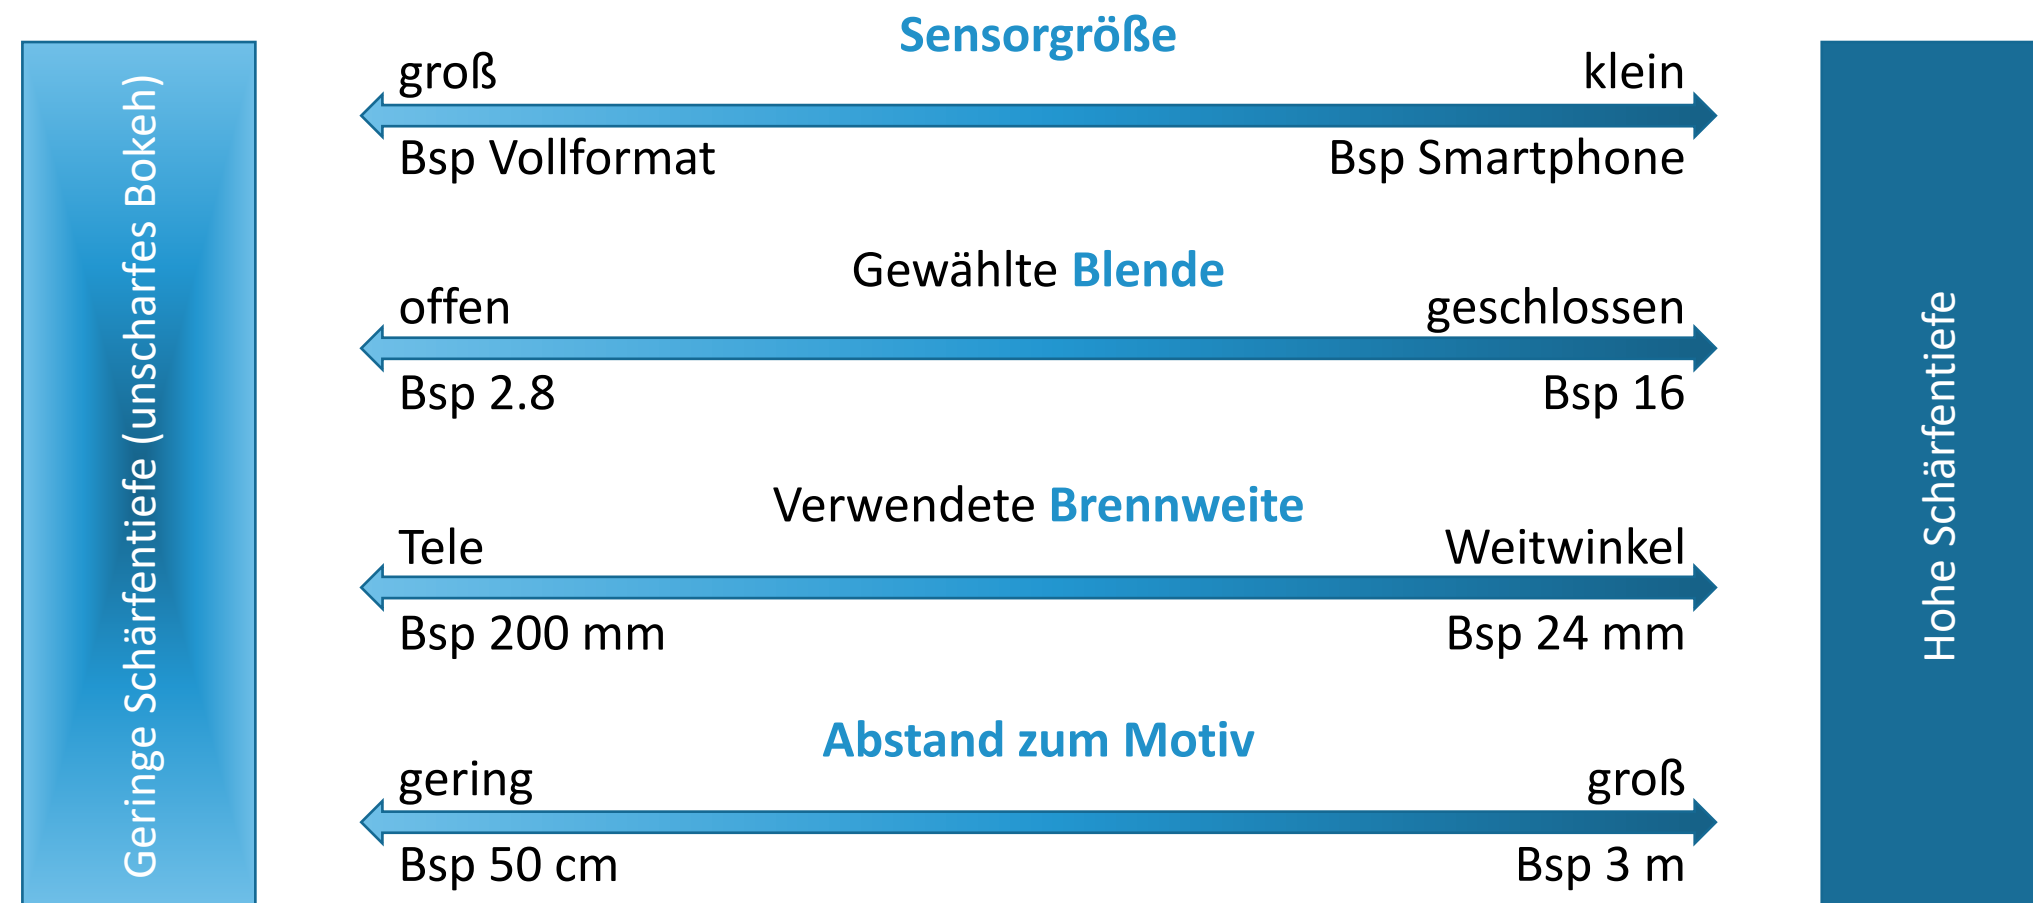 Geringe Schärfentiefe (unscharfes Bokeh)
Sensorgröße
groß
klein
Bsp Vollformat
Bsp Smartphone
Gewählte Blende
offen
geschlossen
Bsp 2.8
Bsp 16
Verwendete Brennweite
Tele
Weitwinkel
Bsp 200 mm
Bsp 24 mm
Abstand zum Motiv
gering
groß
Bsp 50 cm
Bsp 3 m
Hohe Schärfentiefe